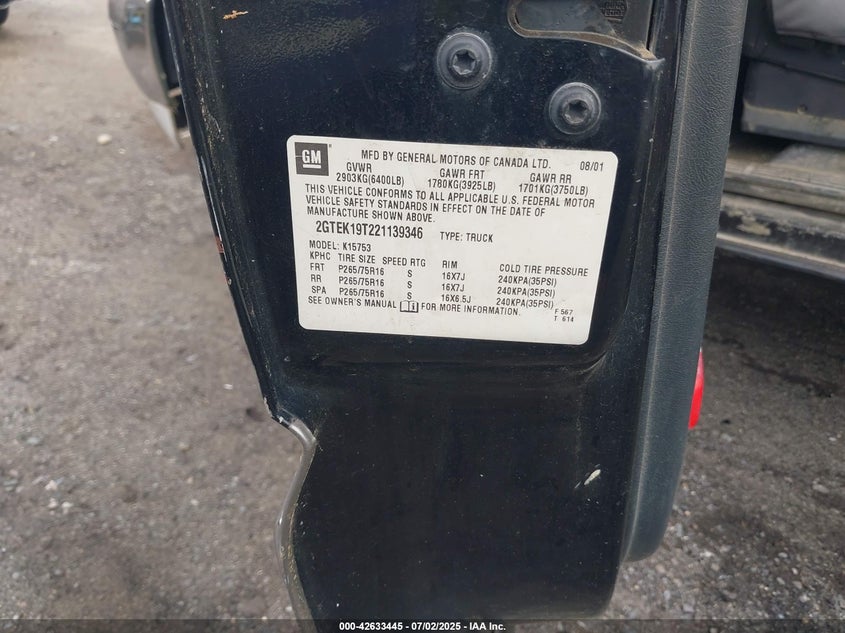 GM
MFD BY GENERAL MOTORS OF CANADA LTD. 08/01
GVWR GAWR FRT GAWR RR
2903KG(6400LB) 1780KG(3925LB) 1701KG(3750LB)
THIS VEHICLE CONFORMS TO ALL APPLICABLE U.S. FEDERAL MOTOR
VEHICLE SAFETY STANDARDS IN EFFECT ON THE DATE OF
MANUFACTURE SHOWN ABOVE.
2GTEK19T221139346 TYPE: TRUCK
MODEL: K15753
KPHC TIRE SIZE SPEED RTG RIM COLD TIRE PRESSURE
FRT P265/75R16 S 16X7J 240KPA(35PSI)
RR P265/75R16 S 16X7J 240KPA(35PSI)
SPA P265/75R16 S 16X6.5J 240KPA(35PSI)
SEE OWNER'S MANUAL FOR MORE INFORMATION.
F 567
T 614
000-42633445 - 07/02/2025 - IAA Inc.